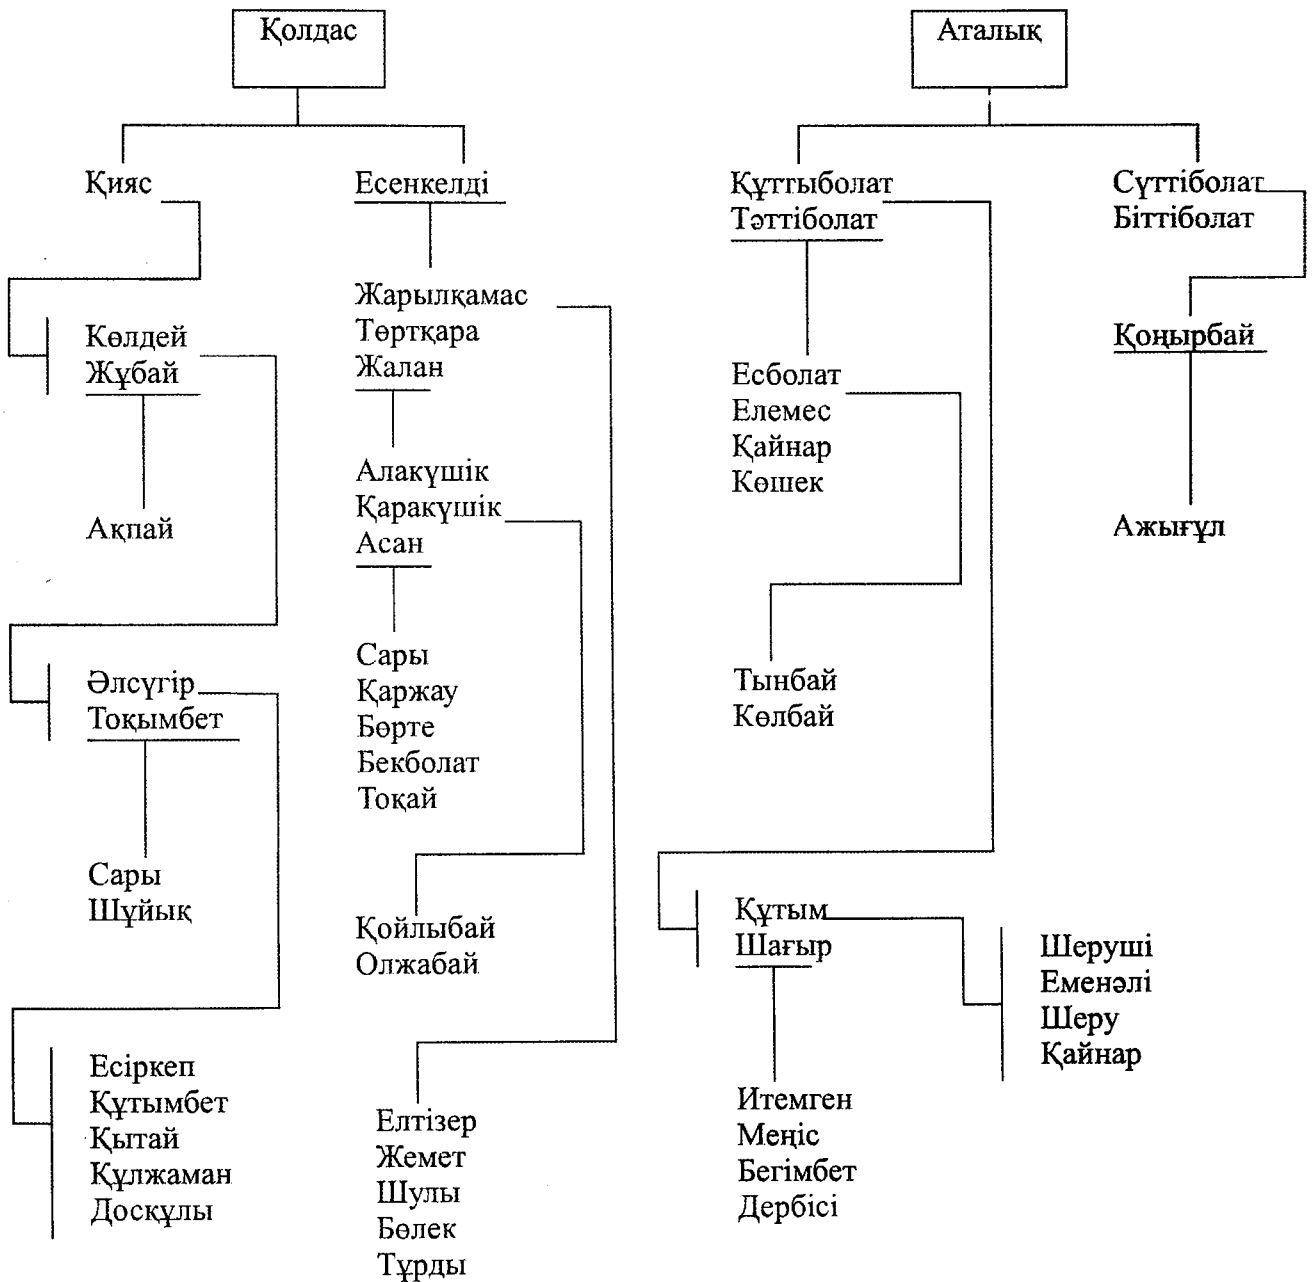 Қолдас
Қияс
Есенкелді
Көлдей
Жұбай
Ақпай
Әлсүгір
Тоқымбет
Сары
Шұйық
Есіркеп
Құтымбет
Қытай
Құлжаман
Досқұлы
Жарылқамас
Төртқара
Жалан
Алакүшік
Қаракүшік
Асан
Сары
Қаржау
Бөрте
Бекболат
Тоқай
Қойлыбай
Олжабай
Елтізер
Жемет
Шулы
Бөлек
Тұрды
Аталық
Құттыболат
Тәттіболат
Сүттіболат
Біттіболат
Есболат
Елемес
Қайнар
Көшек
Тынбай
Көлбай
Құтым
Шағыр
Итемген
Меңіс
Бегімбет
Дербісі
Шеруші
Еменәлі
Шеру
Қайнар
Қоңырбай
Ажығұл